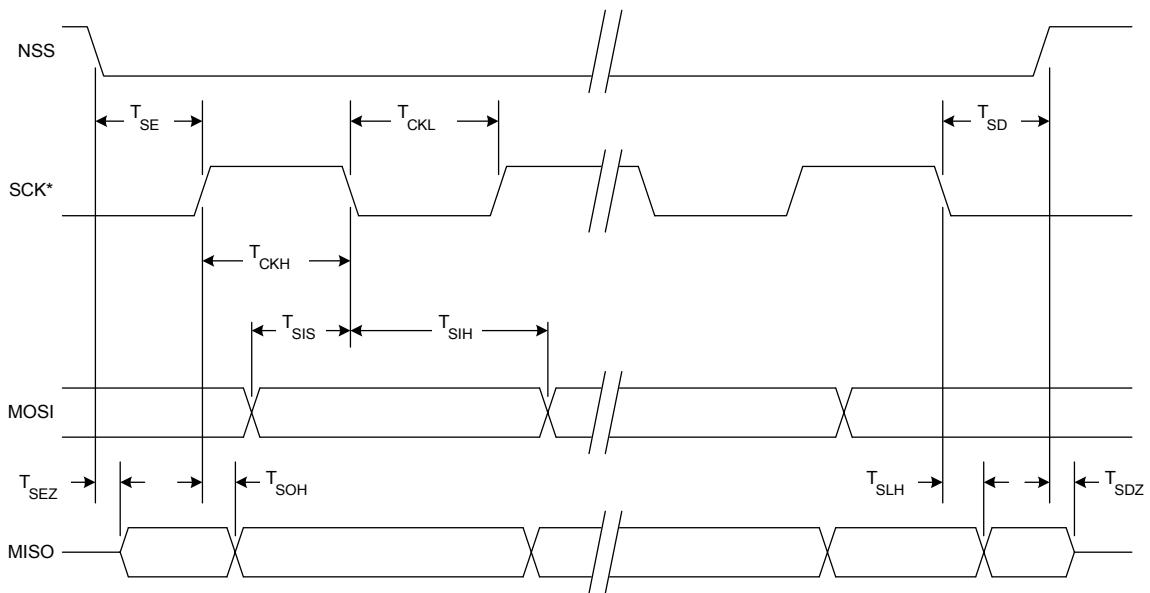 NSS
T_SE
T_CKL
T_SD
SCK*
T_CKH
T_SIS
T_SIH
MOSI
T_SEZ
T_SOH
T_SLH
T_SDZ
MISO